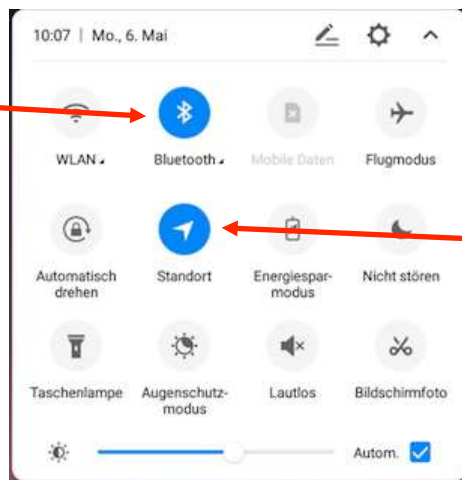 10:07 | Mo., 6. Mai
WLAN Bluetooth Mobile Daten Flugmodus
Automatisch drehen
Standort
Energiespar-
modus
Nicht stören
Taschenlampe
Augenschutz-
modus
Lautlos
Bildschirmfoto
Autom.